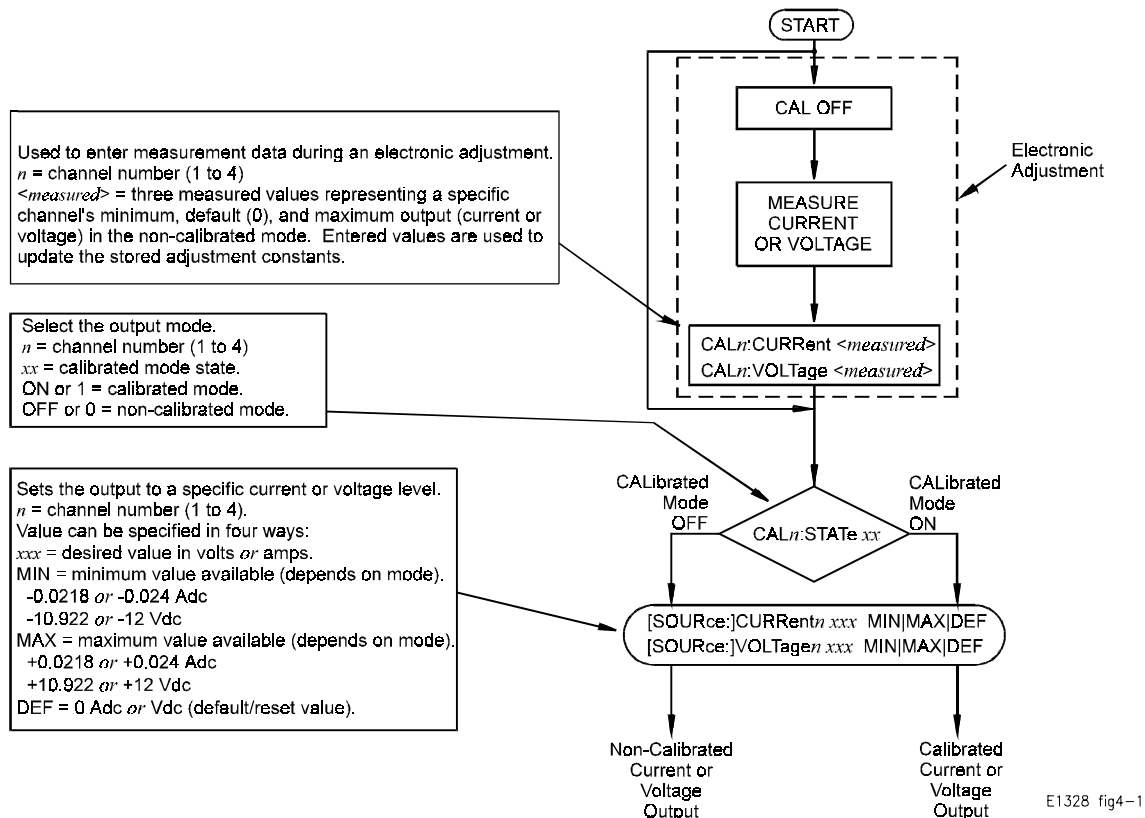 START
CAL OFF
MEASURE
CURRENT
OR VOLTAGE
CALn:CURRent <measured>
CALn:VOLTage <measured>
Electronic
Adjustment
Used to enter measurement data during an electronic adjustment.
n = channel number (1 to 4)
<measured> = three measured values representing a specific
channel's minimum, default (0), and maximum output (current or
voltage) in the non-calibrated mode. Entered values are used to
update the stored adjustment constants.
Select the output mode.
n = channel number (1 to 4)
xx = calibrated mode state.
ON or 1 = calibrated mode.
OFF or 0 = non-calibrated mode.
CALibrated
Mode
OFF
CALn:STATe xx
CALibrated
Mode
ON
Sets the output to a specific current or voltage level.
n = channel number (1 to 4).
Value can be specified in four ways:
xxx = desired value in volts or amps.
MIN = minimum value available (depends on mode).
-0.0218 or -0.024 Adc
-10.922 or -12 Vdc
MAX = maximum value available (depends on mode).
+0.0218 or +0.024 Adc
+10.922 or +12 Vdc
DEF = 0 Adc or Vdc (default/reset value).
[SOURce:]CURRentn xxx MIN|MAX|DEF
[SOURce:]VOLTagen xxx MIN|MAX|DEF
Non-Calibrated
Current or
Voltage
Output
Calibrated
Current or
Voltage
Output
E1328 fig4-1